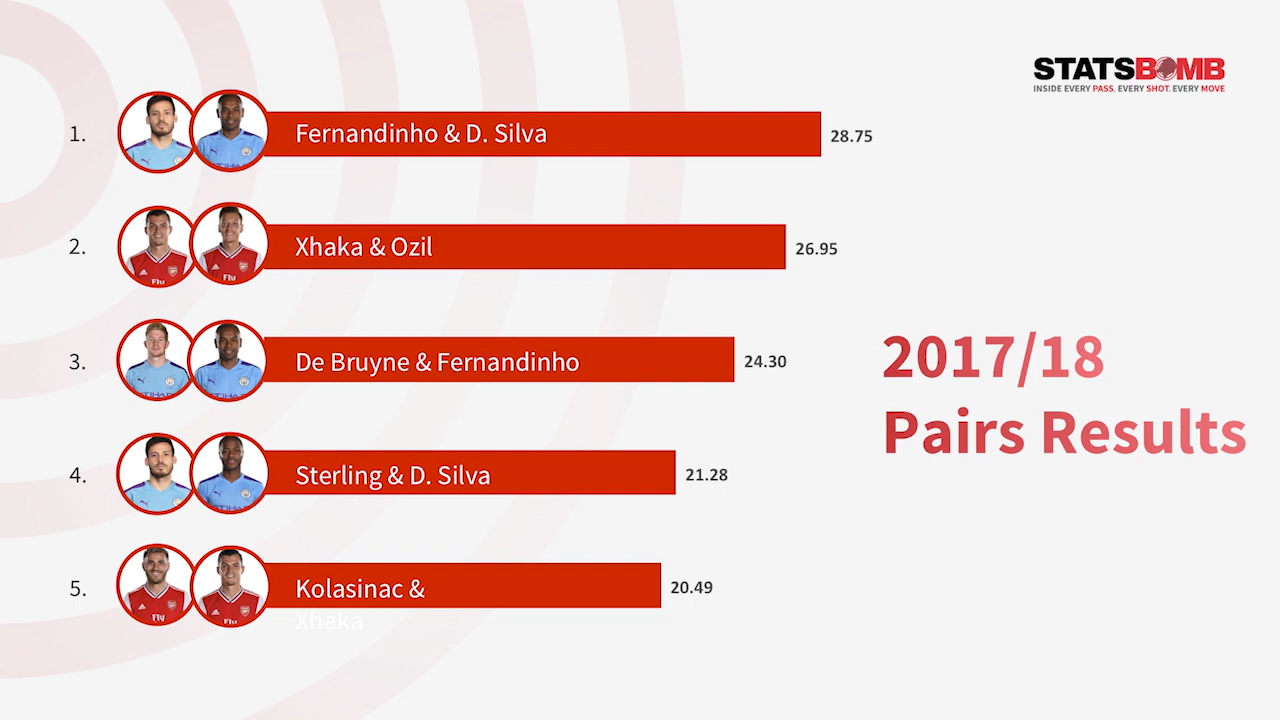 STATSBOMB
INSIDE EVERY PASS. EVERY SHOT. EVERY MOVE
1.
Fernandinho & D. Silva
28.75
2.
Xhaka & Ozil
26.95
3.
De Bruyne & Fernandinho
24.30
4.
Sterling & D. Silva
21.28
5.
Kolasinac &
Xhaka
20.49
2017/18
Pairs Results